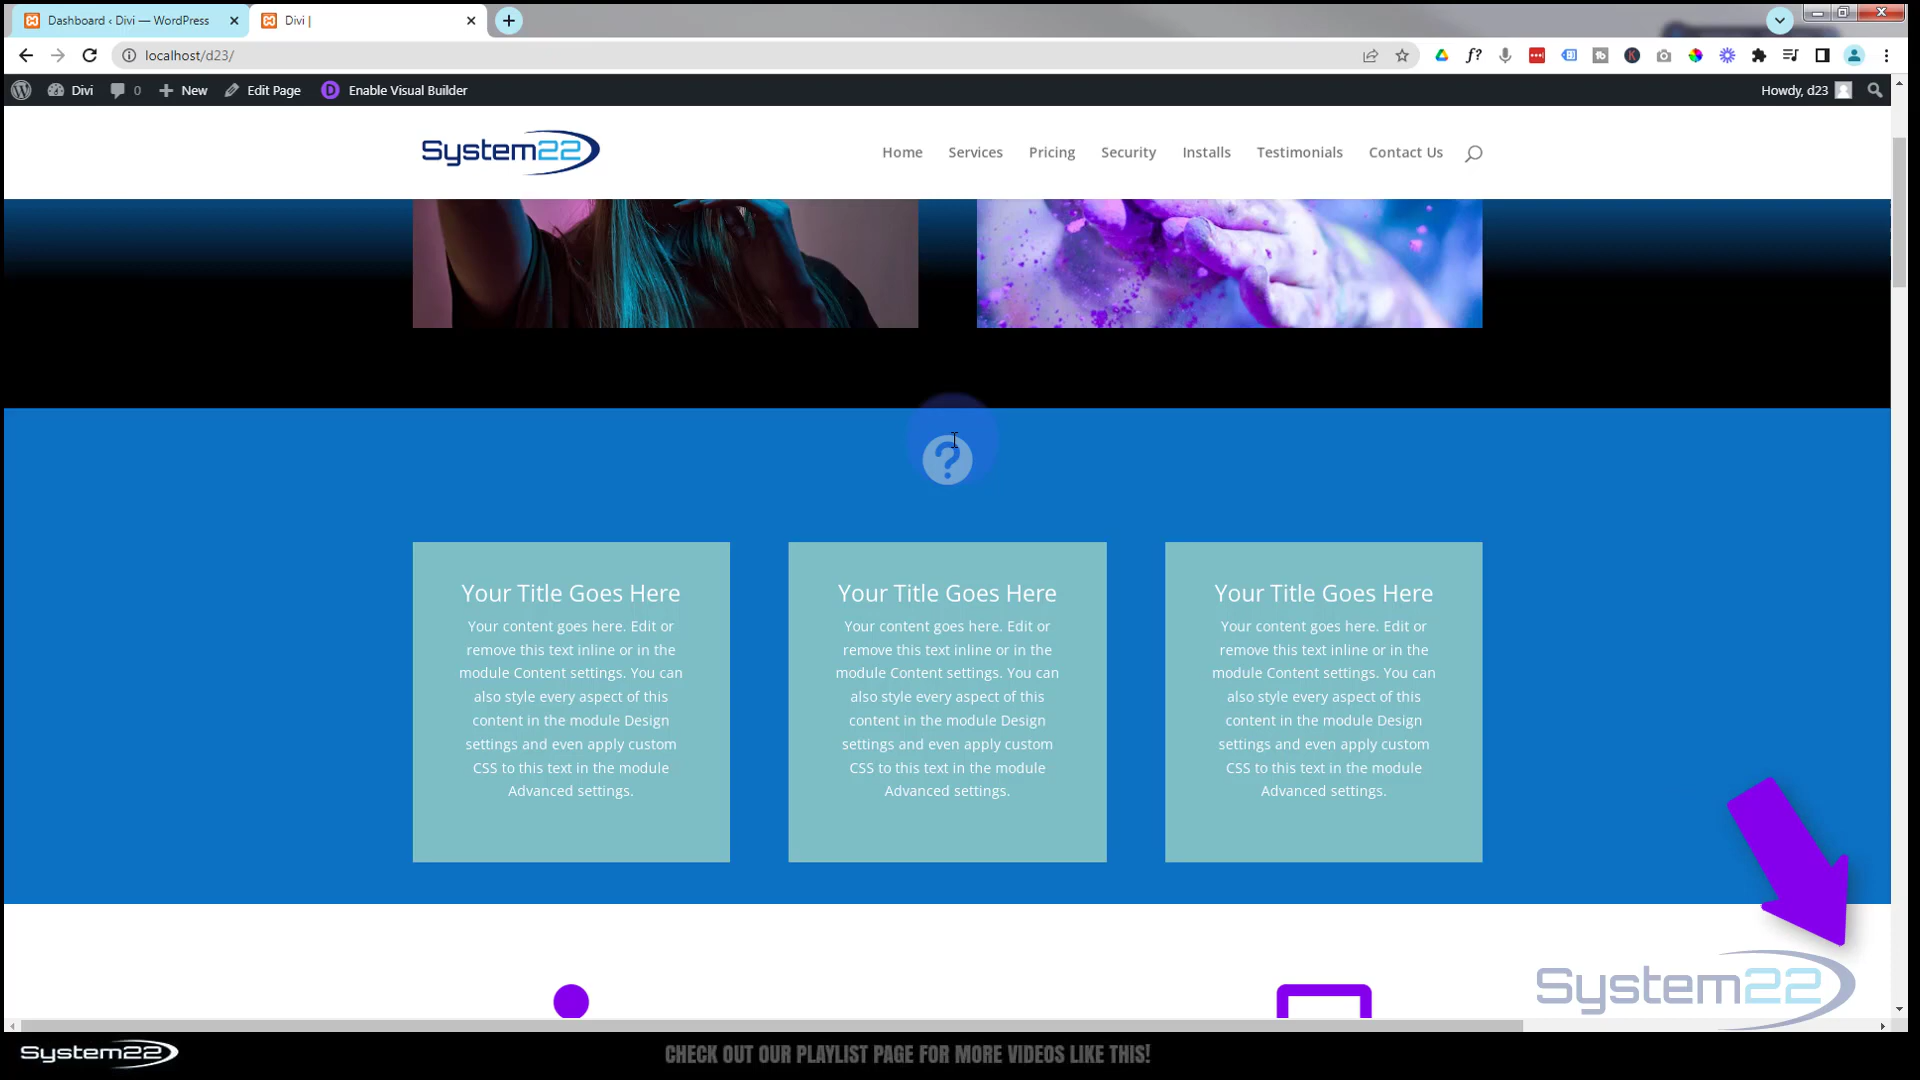 Dashboard ‹ Divi — WordPress
Divi |
localhost/d23/
Divi
0
New
Edit Page
Enable Visual Builder
Howdy, d23
System22
Home
Services
Pricing
Security
Installs
Testimonials
Contact Us
Your Title Goes Here
Your content goes here. Edit or
remove this text inline or in the
module Content settings. You can
also style every aspect of this
content in the module Design
settings and even apply custom
CSS to this text in the module
Advanced settings.
Your Title Goes Here
Your content goes here. Edit or
remove this text inline or in the
module Content settings. You can
also style every aspect of this
content in the module Design
settings and even apply custom
CSS to this text in the module
Advanced settings.
Your Title Goes Here
Your content goes here. Edit or
remove this text inline or in the
module Content settings. You can
also style every aspect of this
content in the module Design
settings and even apply custom
CSS to this text in the module
Advanced settings.
System22
System22
CHECK OUT OUR PLAYLIST PAGE FOR MORE VIDEOS LIKE THIS!